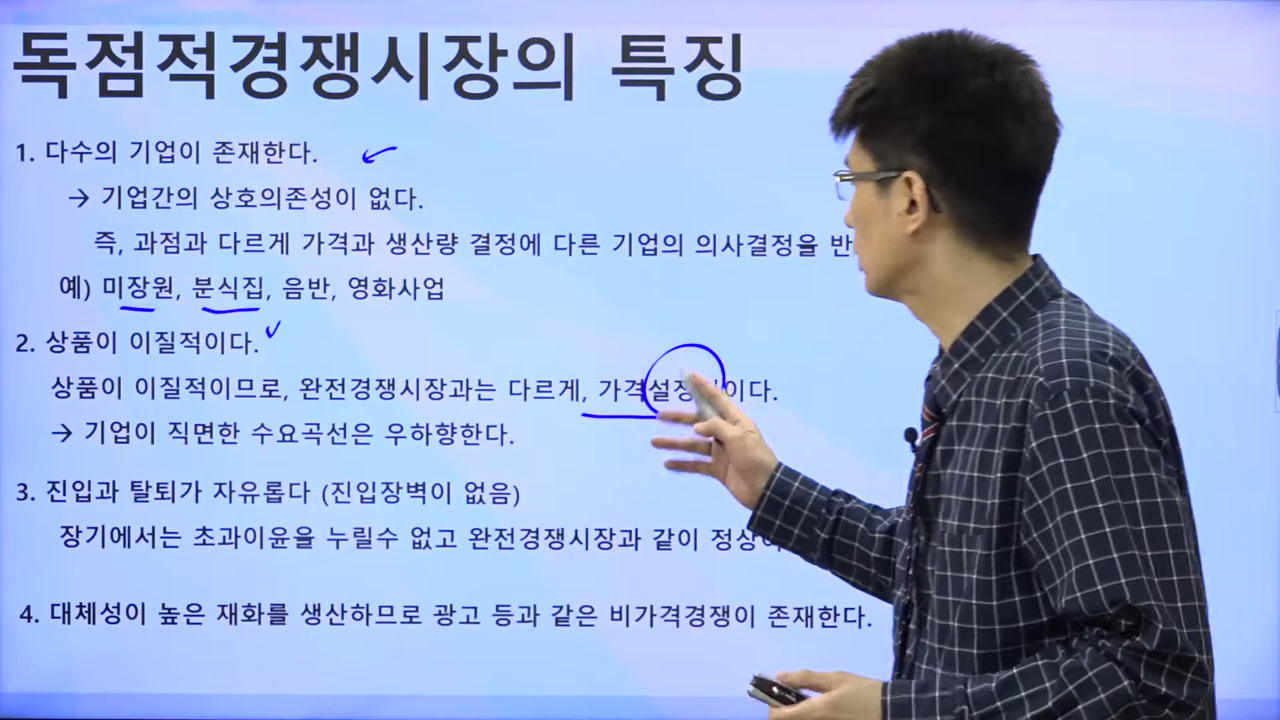 독점적경쟁시장의 특징
1. 다수의 기업이 존재한다.
→ 기업간의 상호의존성이 없다.
즉, 과점과 다르게 가격과 생산량 결정에 다른 기업의 의사결정을
예) 미장원, 분식집, 음반, 영화사업
2. 상품이 이질적이다.
상품이 이질적이므로, 완전경쟁시장과는 다르게,
→ 기업이 직면한 수요곡선은 우하향한다.
3. 진입과 탈퇴가 자유롭다 (진입장벽이 없음)
장기에서는 초과이윤을 누릴수 없고 완전경쟁시장과 같이
4. 대체성이 높은 재화를 생산하므로 광고 등과 같은 비가격경쟁이 존재한다.